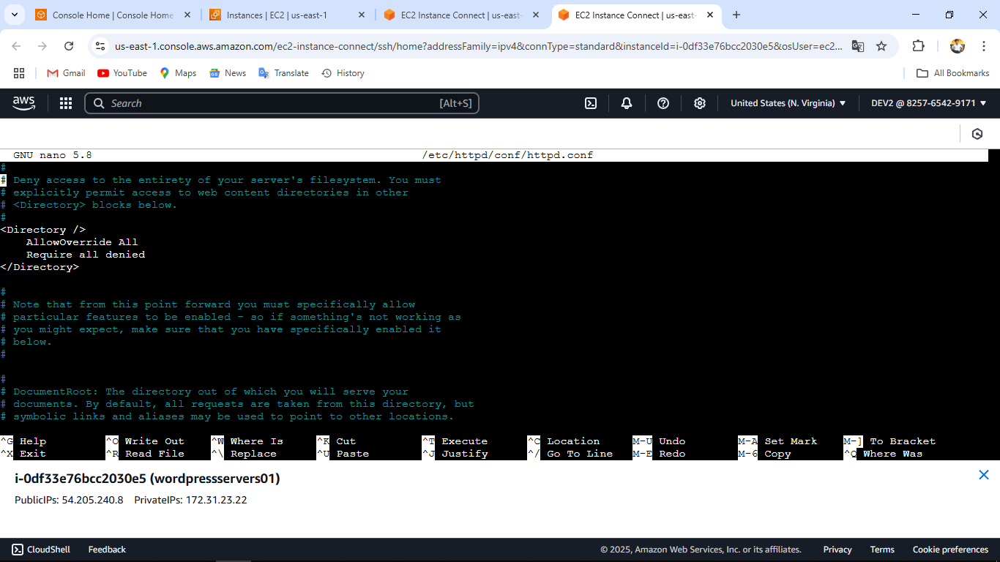 Console Home | Console Home
Instances | EC2 | us-east-1
EC2 Instance Connect | us-east-
EC2 Instance Connect | us-east-
us-east-1.console.aws.amazon.com/ec2-instance-connect/ssh/home?addressFamily=ipv4&connType=standard&instanceId=i-0df33e76bcc2030e5&osUser=ec2...
Gmail YouTube Maps News Translate History All Bookmarks
aws Search [Alt+S] United States (N. Virginia) DEV2 @ 8257-6542-9171
GNU nano 5.8 /etc/httpd/conf/httpd.conf
#
# Deny access to the entirety of your server's filesystem. You must
# explicitly permit access to web content directories in other
# <Directory> blocks below.
#
<Directory />
    AllowOverride All
    Require all denied
</Directory>
#
# Note that from this point forward you must specifically allow
# particular features to be enabled - so if something's not working as
# you might expect, make sure that you have specifically enabled it
# below.
#
#
# DocumentRoot: The directory out of which you will serve your
# documents. By default, all requests are taken from this directory, but
# symbolic links and aliases may be used to point to other locations.
^G Help ^O Write Out ^W Where Is ^K Cut ^T Execute ^C Location M-U Undo M-A Set Mark M-] To Bracket
^X Exit ^R Read File ^\ Replace ^U Paste ^J Justify ^/ Go To Line M-E Redo M-6 Copy ^Q Where Was
i-0df33e76bcc2030e5 (wordpressservers01)
PublicIPs: 54.205.240.8 PrivateIPs: 172.31.23.22
CloudShell Feedback © 2025, Amazon Web Services, Inc. or its affiliates. Privacy Terms Cookie preferences